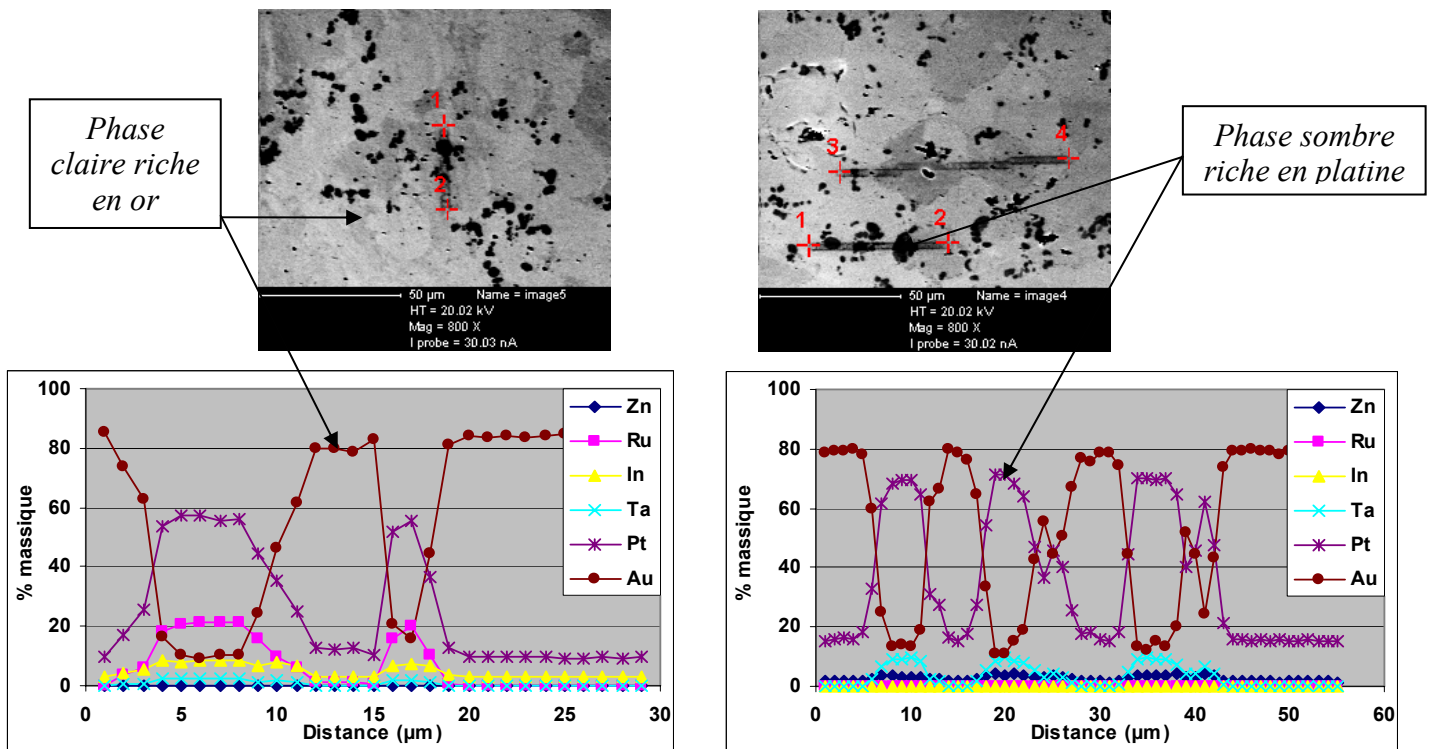 Phase
claire riche
en or
1
2
50 µm Name = image5
HT = 20.02 kV
Mag = 800 X
I probe = 30.03 nA
3
4
1
2
50 µm Name = image4
HT = 20.02 kV
Mag = 800 X
I probe = 30.02 nA
Phase sombre
riche en platine
% massique
100
80
60
40
20
0
0 5 10 15 20 25 30
Distance (µm)
Zn
Ru
In
Ta
Pt
Au
% massique
100
80
60
40
20
0
0 10 20 30 40 50 60
Distance (µm)
Zn
Ru
In
Ta
Pt
Au